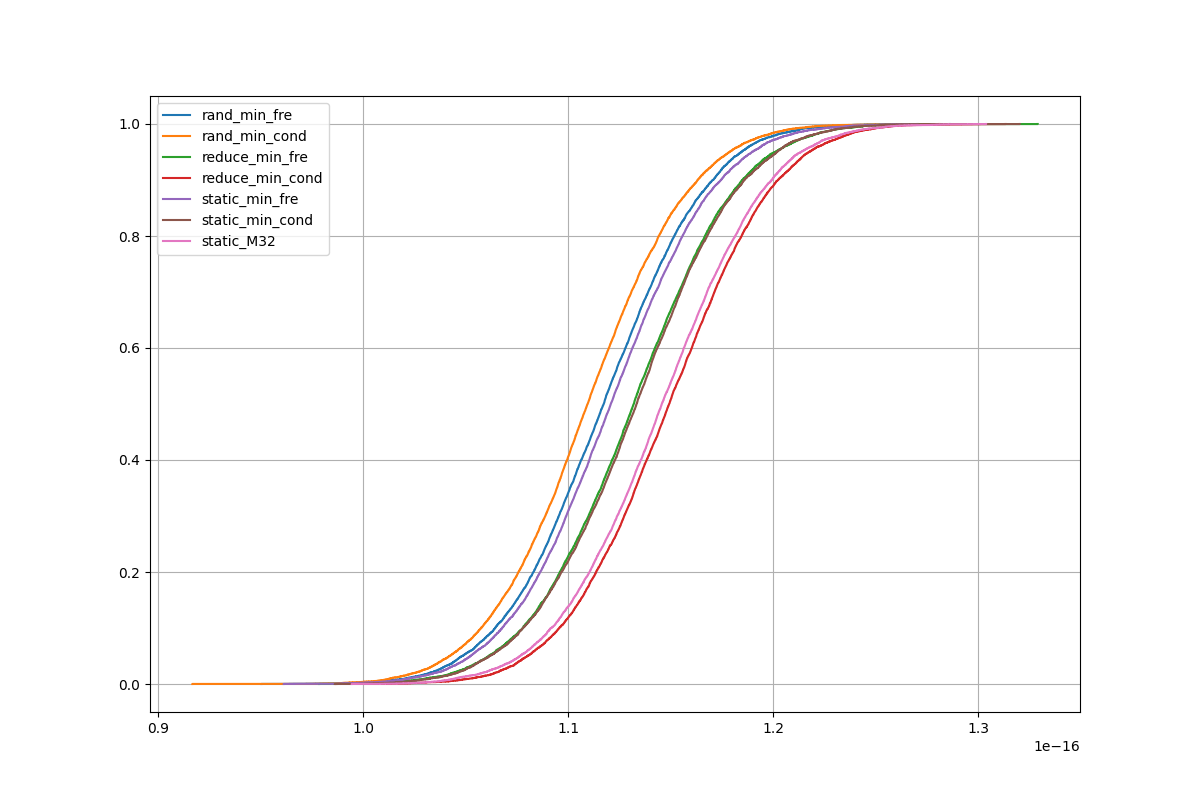 rand_min_fre
rand_min_cond
reduce_min_fre
reduce_min_cond
static_min_fre
static_min_cond
static_M32
1.0
0.8
0.6
0.4
0.2
0.0
0.9 1.0 1.1 1.2 1.3
1e−16